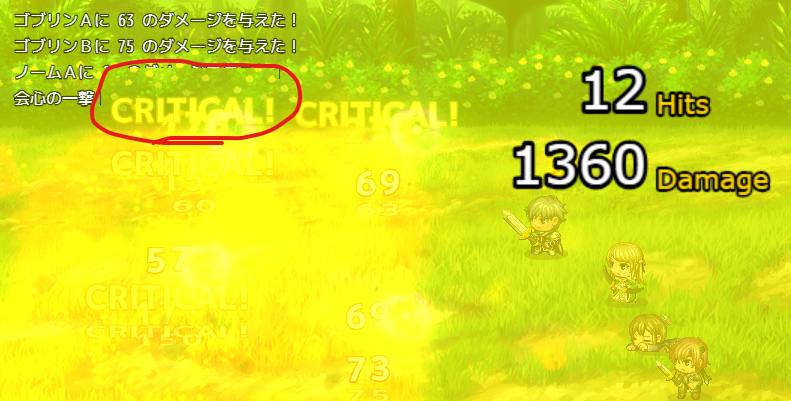 ゴブリンAに 63 のダメージを与えた!
ゴブリンBに 75 のダメージを与えた!
ノームAに
会心の一撃
CRITICAL! CRITICAL!
12 Hits
1360 Damage
CRITICAL!
69
60
63
57
CRITICAL!
69
CRITICAL!
150
73
75